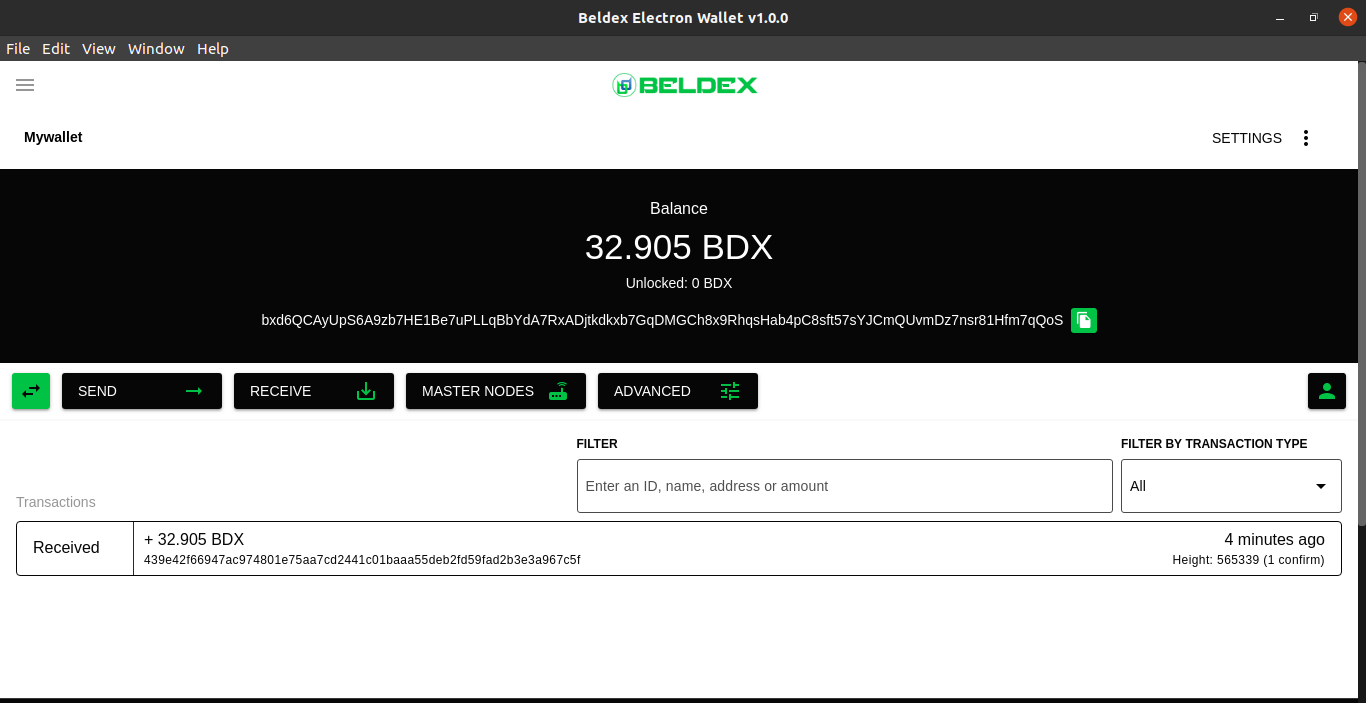 Beldex Electron Wallet v1.0.0
File Edit View Window Help
BELDEX
Mywallet
SETTINGS
Balance
32.905 BDX
Unlocked: 0 BDX
bxd6QCAyUpS6A9zb7HE1Be7uPLLqBbYdA7RxADjtkdkxb7GqDMGCh8x9RhqsHab4pC8sft57sYJCmQUvmDz7nsr81Hfm7qQoS
SEND RECEIVE MASTER NODES ADVANCED
FILTER
FILTER BY TRANSACTION TYPE
Enter an ID, name, address or amount
All
Transactions
Received
+ 32.905 BDX
439e42f66947ac974801e75aa7cd2441c01baaa55deb2fd59fad2b3e3a967c5f
4 minutes ago
Height: 565339 (1 confirm)